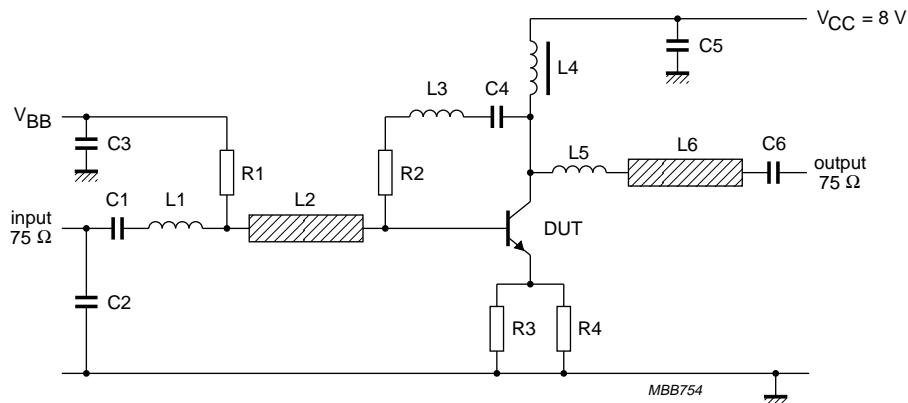 V_CC = 8 V
C5
L4
L3
C4
V_BB
C3
R1
R2
L5
L6
C6
output
75 Ω
input
75 Ω
C1
L1
L2
DUT
C2
R3
R4
MBB754